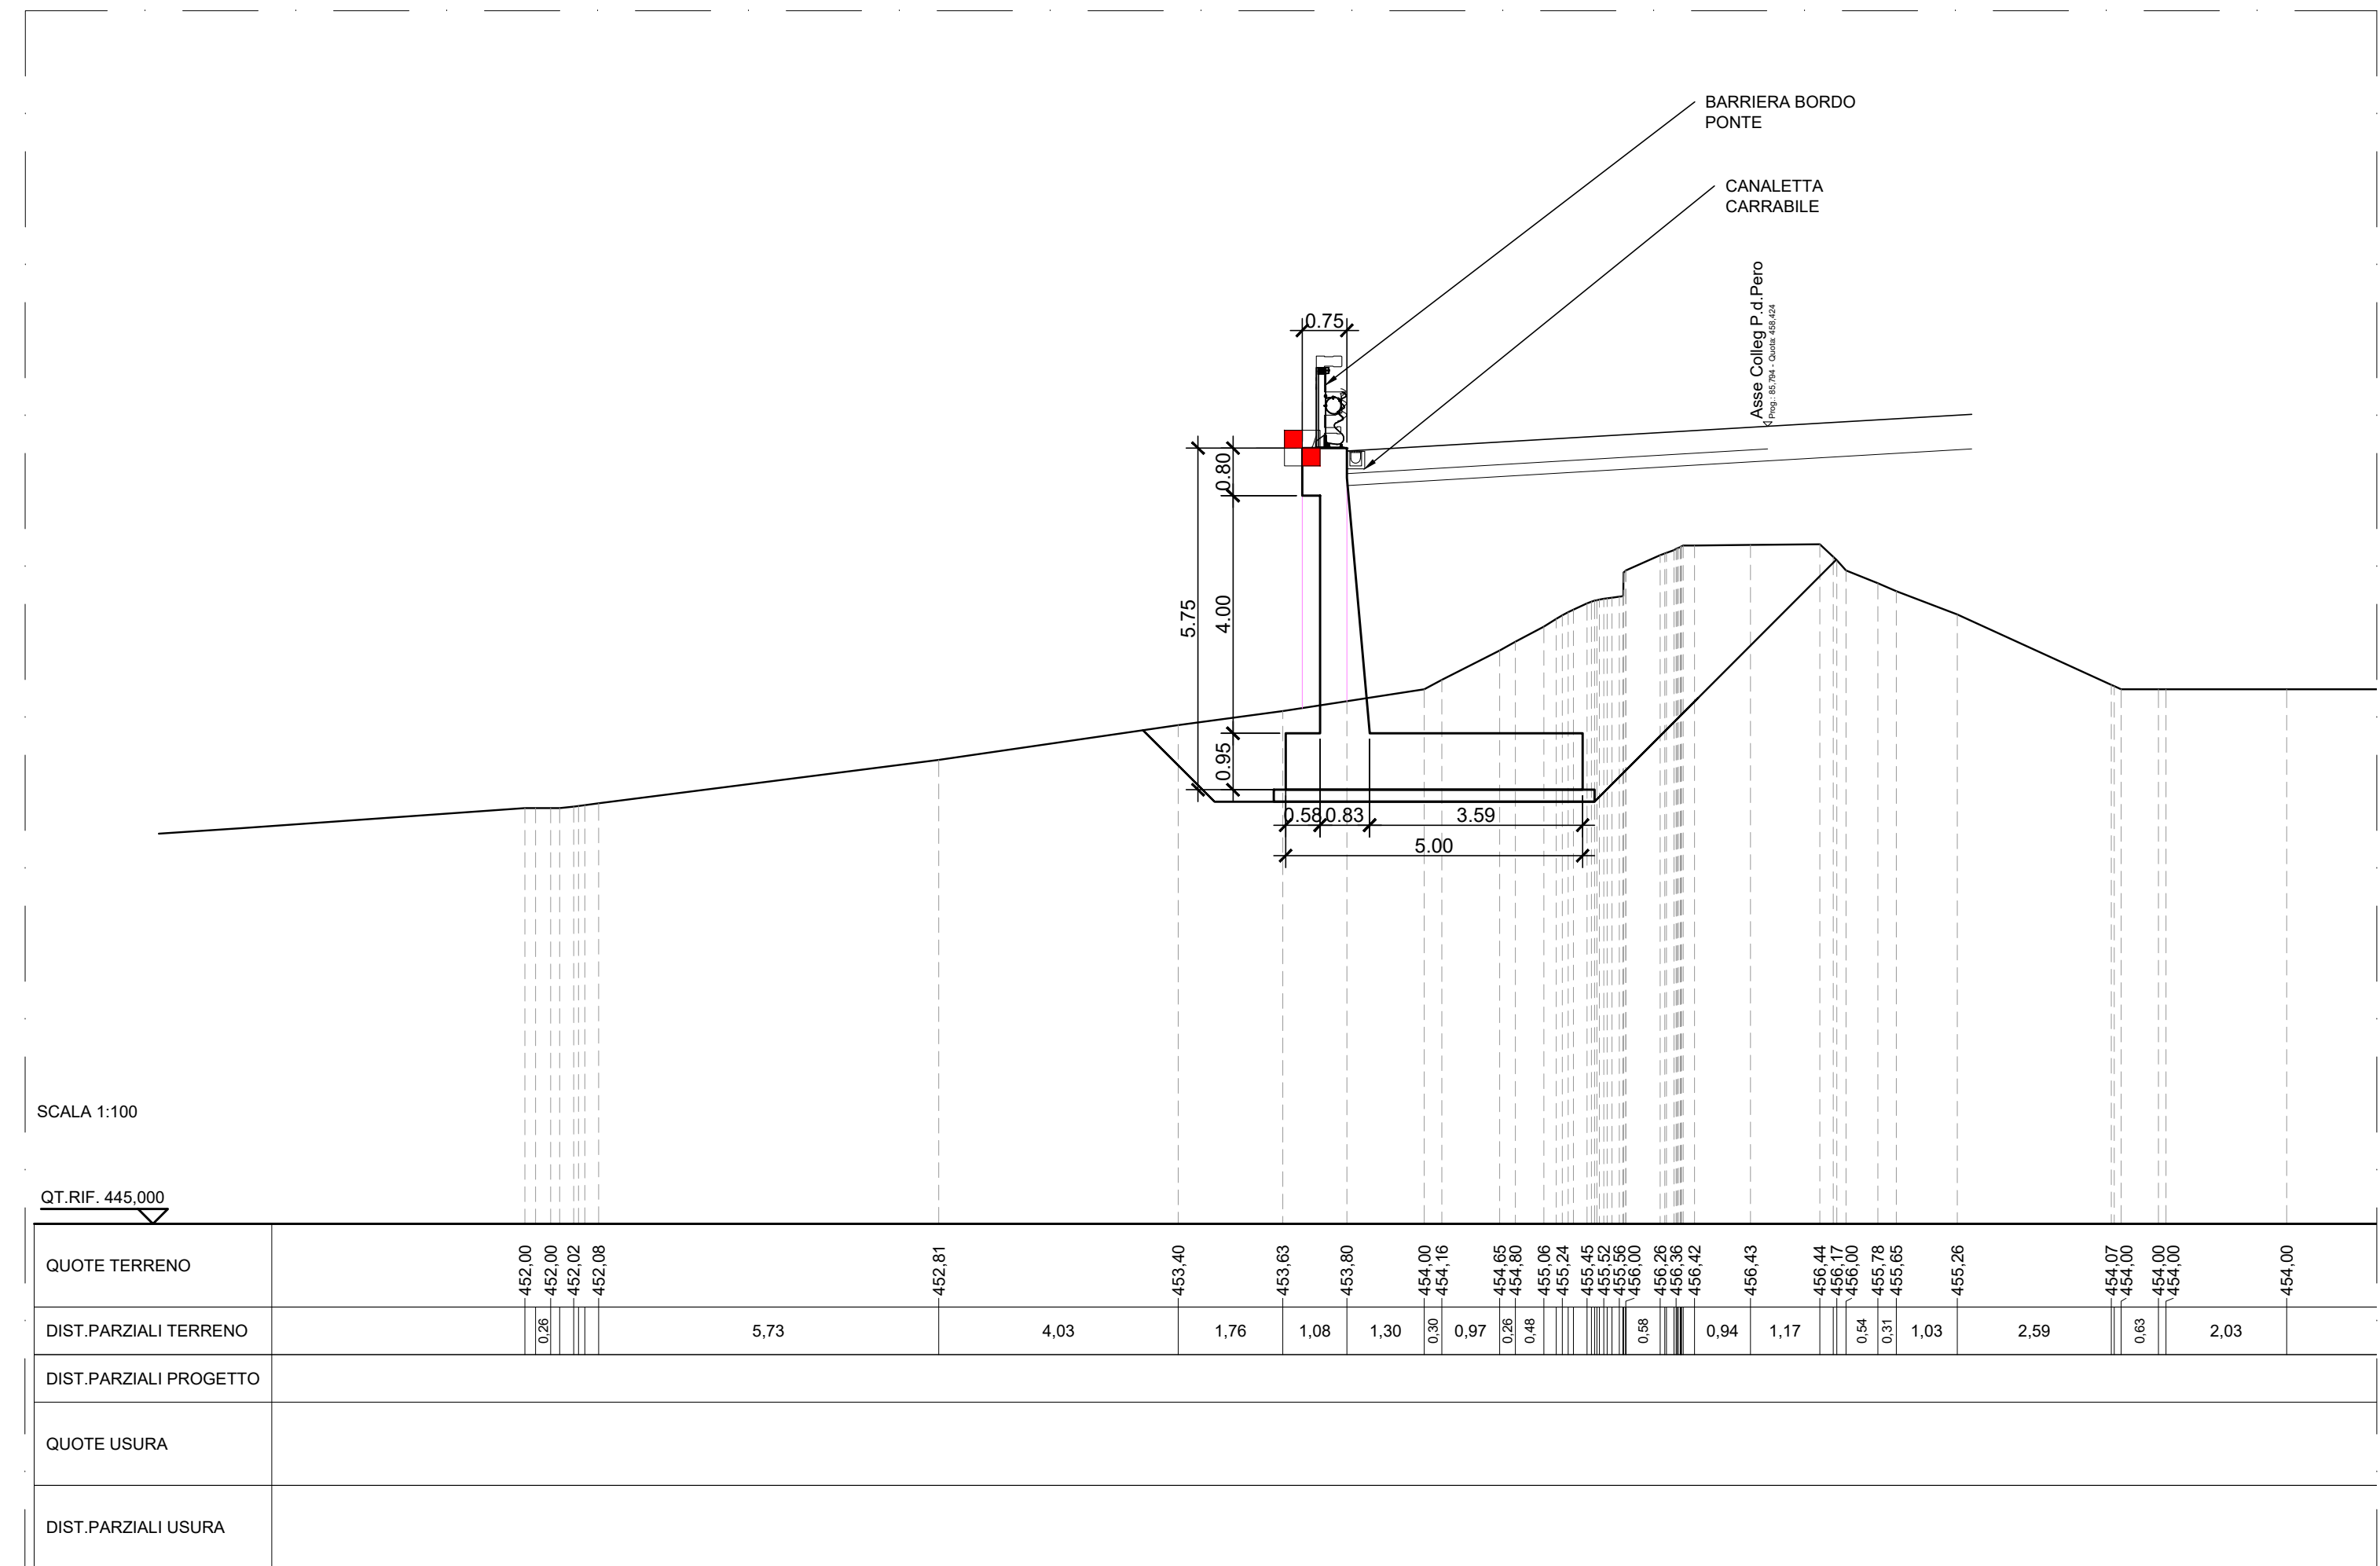 BARRIERA BORDO
PONTE
CANALETTA
CARRABILE
Asse Colleg P.d.Pero
Prog.: 85,794 - Quota: 458,424
0.75
0.80
5.75
4.00
0.95
0.58 0.83 3.59
5.00
SCALA 1:100
QT.RIF. 445,000
QUOTE TERRENO 452,00 452,00 452,02 452,08 452,81 453,40 453,63 453,80 454,00 454,16 454,65 454,80 455,06 455,24 455,45 455,52 455,56 456,00 456,26 456,36 456,42 456,43 456,44 456,17 456,00 455,78 455,65 455,26 454,07 454,00 454,00 454,00 454,00
DIST.PARZIALI TERRENO 0,26 5,73 4,03 1,76 1,08 1,30 0,30 0,97 0,26 0,48 0,58 0,94 1,17 0,54 0,31 1,03 2,59 0,63 2,03
DIST.PARZIALI PROGETTO
QUOTE USURA
DIST.PARZIALI USURA